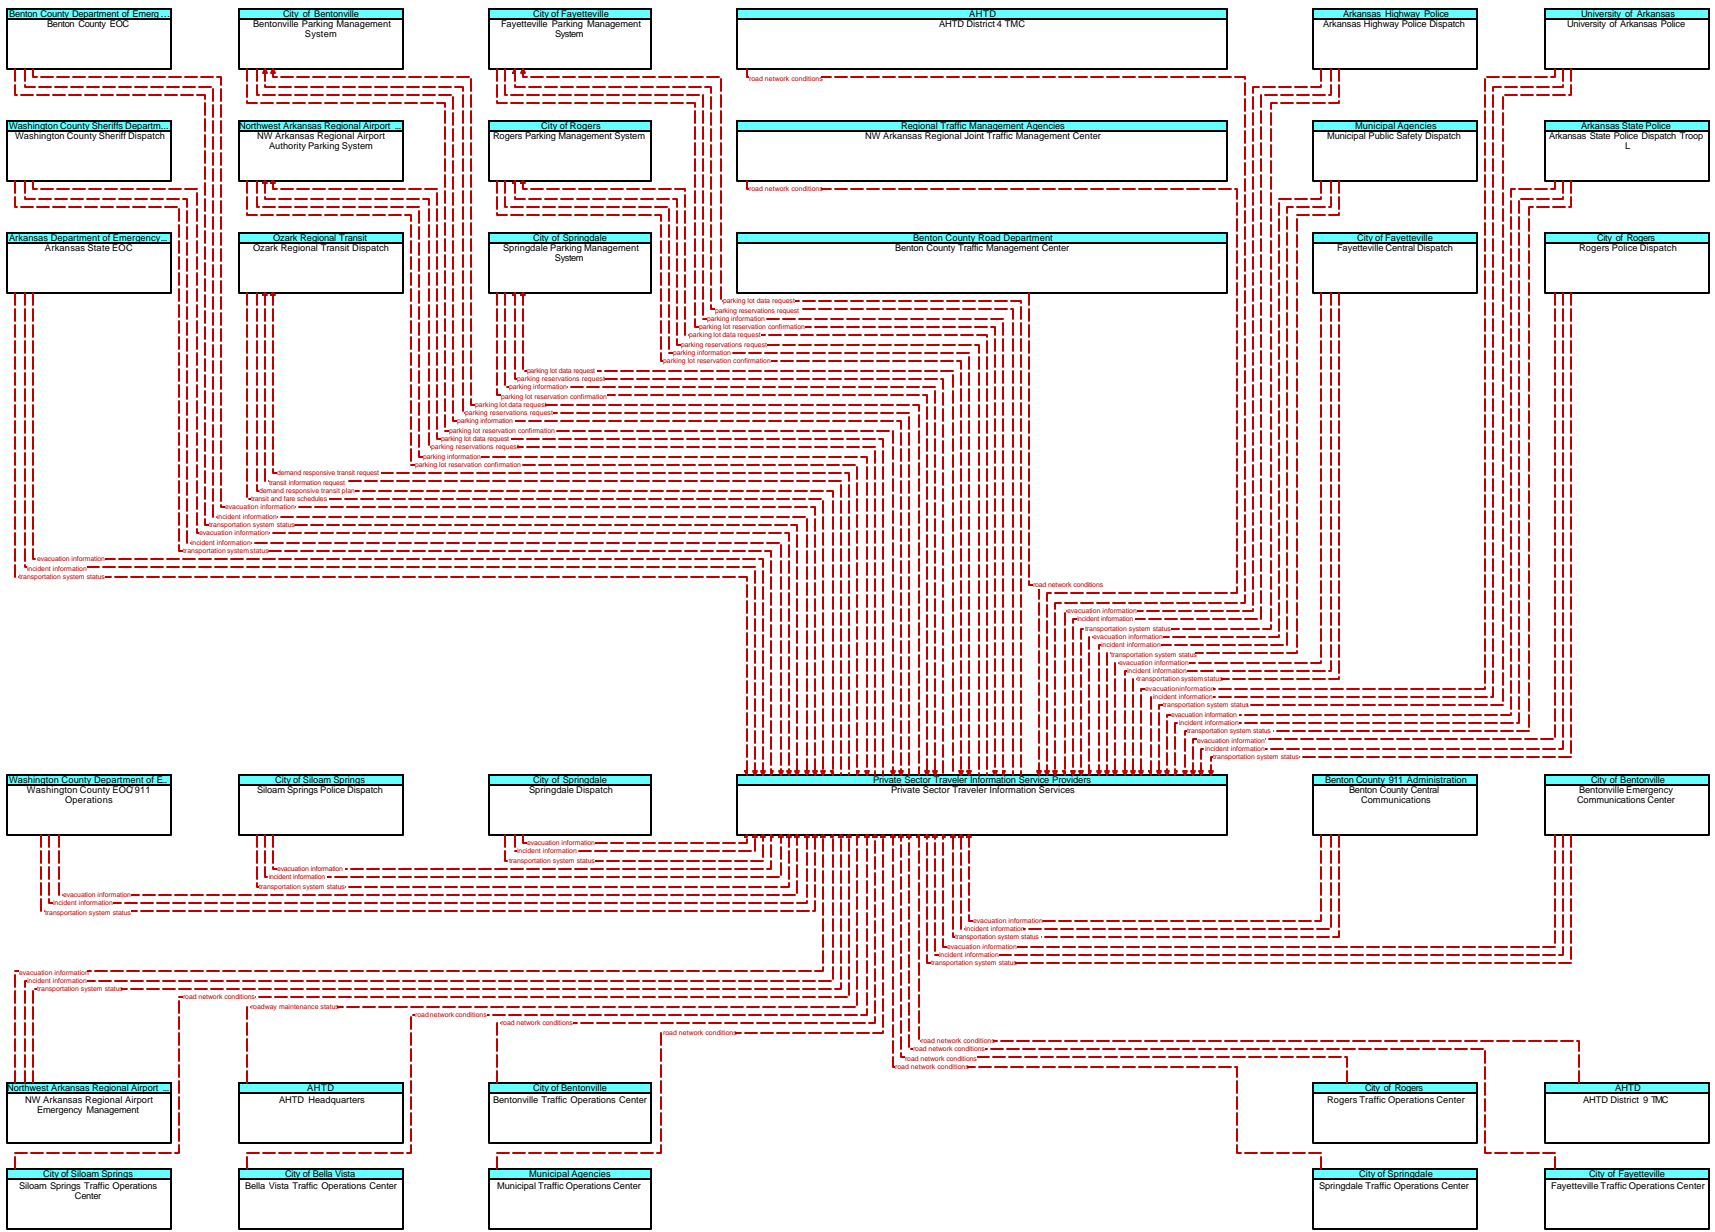 Benton County Department of Emerg ...
Benton County EOC
City of Bentonville
Bentonville Parking Management
System
City of Fayetteville
Fayetteville Parking Management
System
AHTD
AHTD District 4 TMC
Arkansas Highway Police
Arkansas Highway Police Dispatch
University of Arkansas
University of Arkansas Police
road network conditions
Washington County Sheriffs Departm...
Washington County Sheriff Dispatch
Northwest Arkansas Regional Airport ...
NW Arkansas Regional Airport
Authority Parking System
City of Rogers
Rogers Parking Management System
Regional Traffic Management Agencies
NW Arkansas Regional Joint Traffic Management Center
Municipal Agencies
Municipal Public Safety Dispatch
Arkansas State Police
Arkansas State Police Dispatch Troop
L
road network conditions
Arkansas Department of Emergency...
Arkansas State EOC
Ozark Regional Transit
Ozark Regional Transit Dispatch
City of Springdale
Springdale Parking Management
System
Benton County Road Department
Benton County Traffic Management Center
City of Fayetteville
Fayetteville Central Dispatch
City of Rogers
Rogers Police Dispatch
parking lot data request
parking reservations request
parking information
parking lot reservation confirmation
parking lot data request
parking reservations request
parking information
parking lot reservation confirmation
parking lot data request
parking reservations request
parking information
parking lot reservation confirmation
parking lot data request
parking reservations request
parking information
parking lot reservation confirmation
parking lot data request
parking reservations request
parking information
parking lot reservation confirmation
demand responsive transit request
transit information request
demand responsive transit plan
transit and fare schedules
evacuation information
incident information
transportation system status
evacuation information
incident information
transportation system status
evacuation information
incident information
transportation system status
road network conditions
evacuation information
incident information
transportation system status
evacuation information
incident information
transportation system status
evacuation information
incident information
transportation system status
evacuation information
incident information
transportation system status
evacuation information
incident information
transportation system status
evacuation information
incident information
transportation system status
Washington County Department of E...
Washington County EOC/911
Operations
City of Siloam Springs
Siloam Springs Police Dispatch
City of Springdale
Springdale Dispatch
Private Sector Traveler Information Service Providers
Private Sector Traveler Information Services
Benton County 911 Administration
Benton County Central
Communications
City of Bentonville
Bentonville Emergency
Communications Center
evacuation information
incident information
transportation system status
evacuation information
incident information
transportation system status
evacuation information
incident information
transportation system status
evacuation information
incident information
transportation system status
evacuation information
incident information
transportation system status
evacuation information
incident information
transportation system status
road network conditions
roadway maintenance status
road network conditions
road network conditions
road network conditions
road network conditions
road network conditions
road network conditions
road network conditions
Northwest Arkansas Regional Airport ...
NW Arkansas Regional Airport
Emergency Management
AHTD
AHTD Headquarters
City of Bentonville
Bentonville Traffic Operations Center
City of Rogers
Rogers Traffic Operations Center
AHTD
AHTD District 9 TMC
City of Siloam Springs
Siloam Springs Traffic Operations
Center
City of Bella Vista
Bella Vista Traffic Operations Center
Municipal Agencies
Municipal Traffic Operations Center
City of Springdale
Springdale Traffic Operations Center
City of Fayetteville
Fayetteville Traffic Operations Center